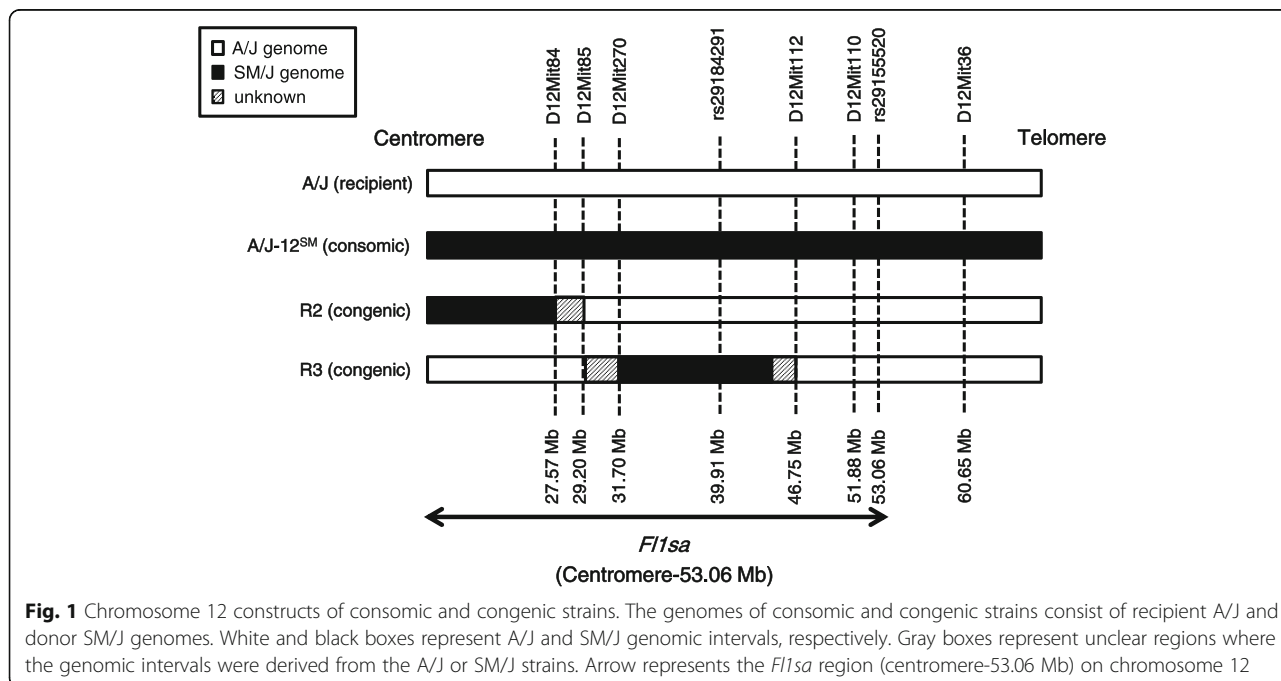 A/J genome
SM/J genome
unknown
D12Mit84
D12Mit85
D12Mit270
rs29184291
D12Mit112
D12Mit110
rs29155520
D12Mit36
Centromere
Telomere
A/J (recipient)
A/J-12SM (consomic)
R2 (congenic)
R3 (congenic)
27.57 Mb
29.20 Mb
31.70 Mb
39.91 Mb
46.75 Mb
51.88 Mb
53.06 Mb
60.65 Mb
Fl1sa
(Centromere-53.06 Mb)
Fig. 1 Chromosome 12 constructs of consomic and congenic strains. The genomes of consomic and congenic strains consist of recipient A/J and
donor SM/J genomes. White and black boxes represent A/J and SM/J genomic intervals, respectively. Gray boxes represent unclear regions where
the genomic intervals were derived from the A/J or SM/J strains. Arrow represents the Fl1sa region (centromere-53.06 Mb) on chromosome 12